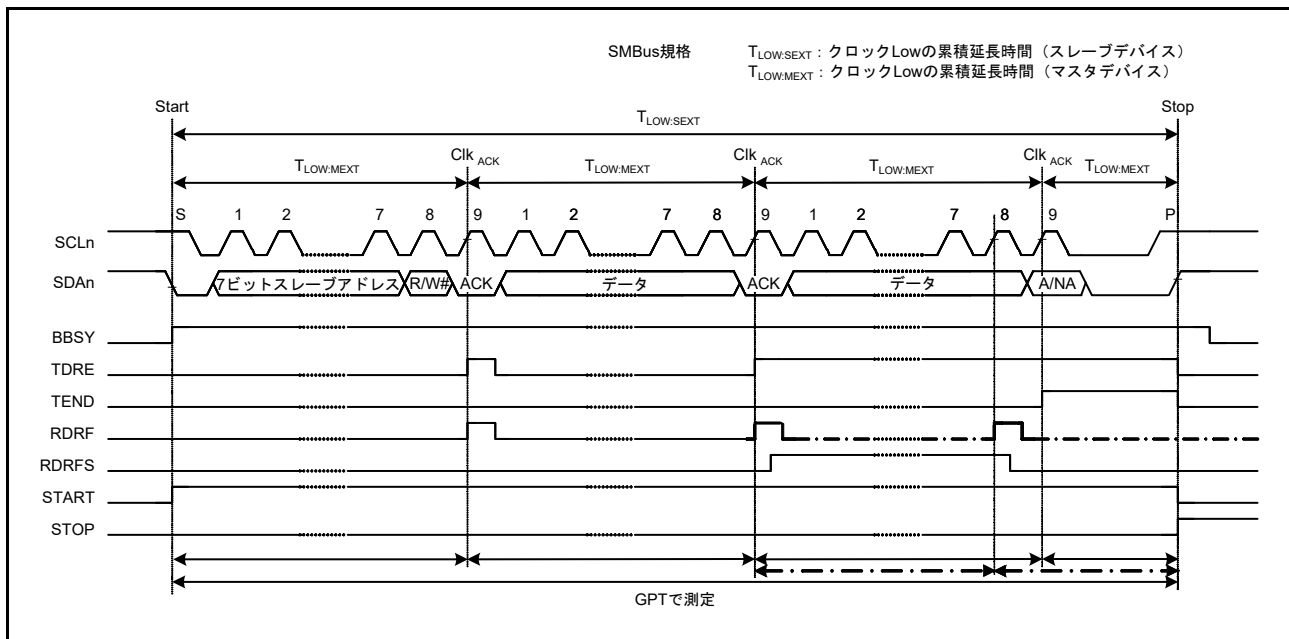 SMBus規格 TLOW:SEXT：クロックLowの累積延長時間（スレーブデバイス）
TLOW:MEXT：クロックLowの累積延長時間（マスタデバイス）
Start Stop
TLOW:SEXT
Clk ACK Clk ACK Clk ACK
TLOW:MEXT TLOW:MEXT TLOW:MEXT TLOW:MEXT
S 1 2 7 8 9 1 2 7 8 9 1 2 7 8 9 P
SCLn
SDAn 7ビットスレーブアドレス R/W# ACK データ ACK データ A/NA
BBSY
TDRE
TEND
RDRF
RDRFS
START
STOP
GPTで測定